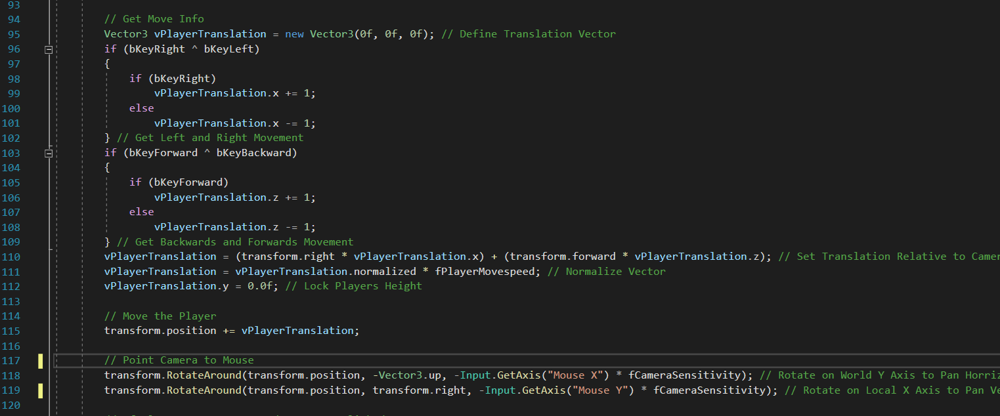 93
94 // Get Move Info
95 Vector3 vPlayerTranslation = new Vector3(0f, 0f, 0f); // Define Translation Vector
96 if (bKeyRight ^ bKeyLeft)
97 {
98 if (bKeyRight)
99 vPlayerTranslation.x += 1;
100 else
101 vPlayerTranslation.x -= 1;
102 } // Get Left and Right Movement
103 if (bKeyForward ^ bKeyBackward)
104 {
105 if (bKeyForward)
106 vPlayerTranslation.z += 1;
107 else
108 vPlayerTranslation.z -= 1;
109 } // Get Backwards and Forwards Movement
110 vPlayerTranslation = (transform.right * vPlayerTranslation.x) + (transform.forward * vPlayerTranslation.z); // Set Translation Relative to Camer
111 vPlayerTranslation = vPlayerTranslation.normalized * fPlayerMovespeed; // Normalize Vector
112 vPlayerTranslation.y = 0.0f; // Lock Players Height
113
114 // Move the Player
115 transform.position += vPlayerTranslation;
116
117 // Point Camera to Mouse
118 transform.RotateAround(transform.position, -Vector3.up, -Input.GetAxis("Mouse X") * fCameraSensitivity); // Rotate on World Y Axis to Pan Horriz
119 transform.RotateAround(transform.position, transform.right, -Input.GetAxis("Mouse Y") * fCameraSensitivity); // Rotate on Local X Axis to Pan Ve
120